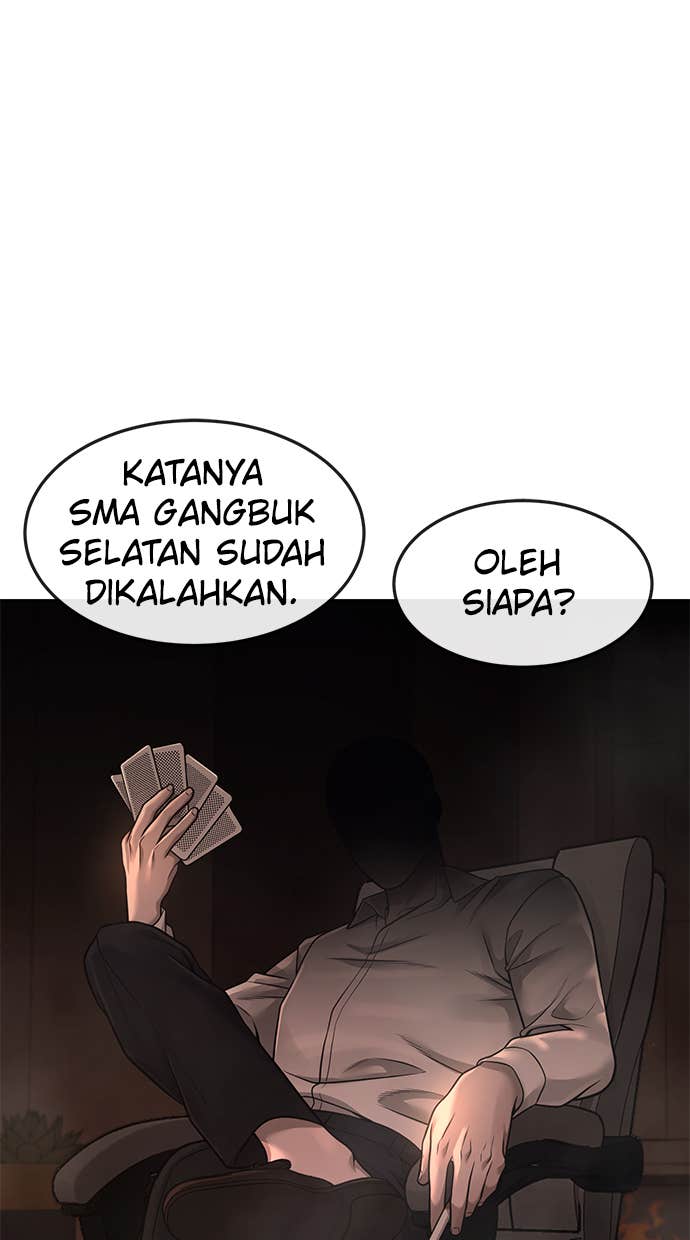 KATANYA
SMA GANGBUK
SELATAN SUDAH
DIKALAHKAN.
OLEH
SIAPA?